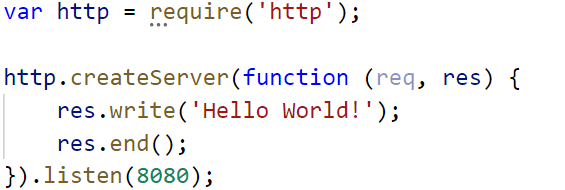 var http = require('http');

http.createServer(function (req, res) {
    res.write('Hello World!');
    res.end();
}).listen(8080);